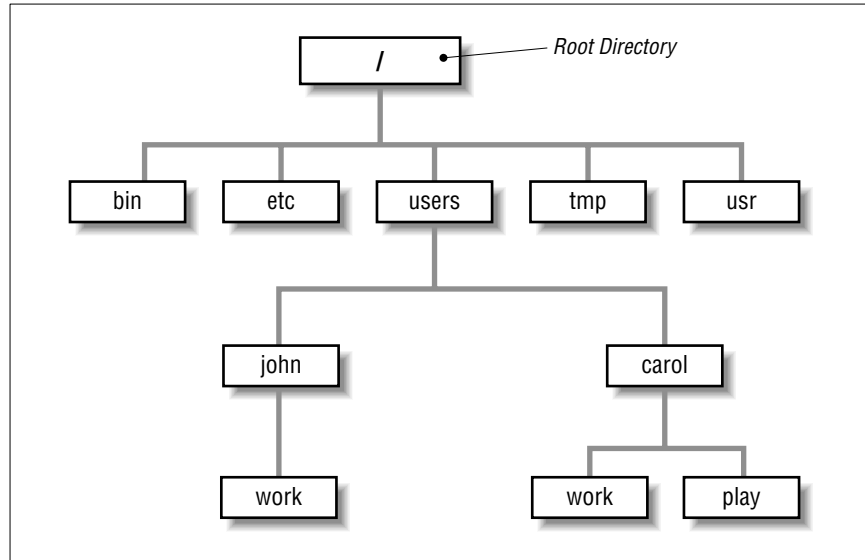 /
Root Directory
bin
etc
users
tmp
usr
john
carol
work
work
play